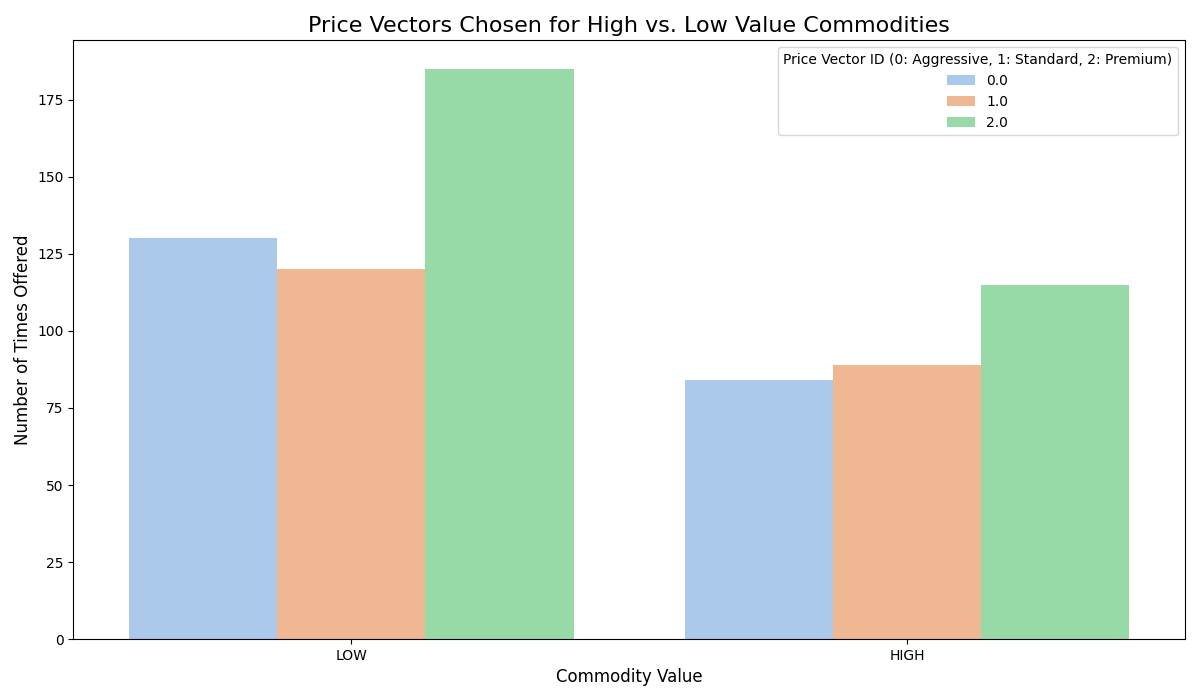 Price Vectors Chosen for High vs. Low Value Commodities
Price Vector ID (0: Aggressive, 1: Standard, 2: Premium)
0.0
1.0
2.0
175
150
125
100
75
50
25
0
Number of Times Offered
LOW
HIGH
Commodity Value